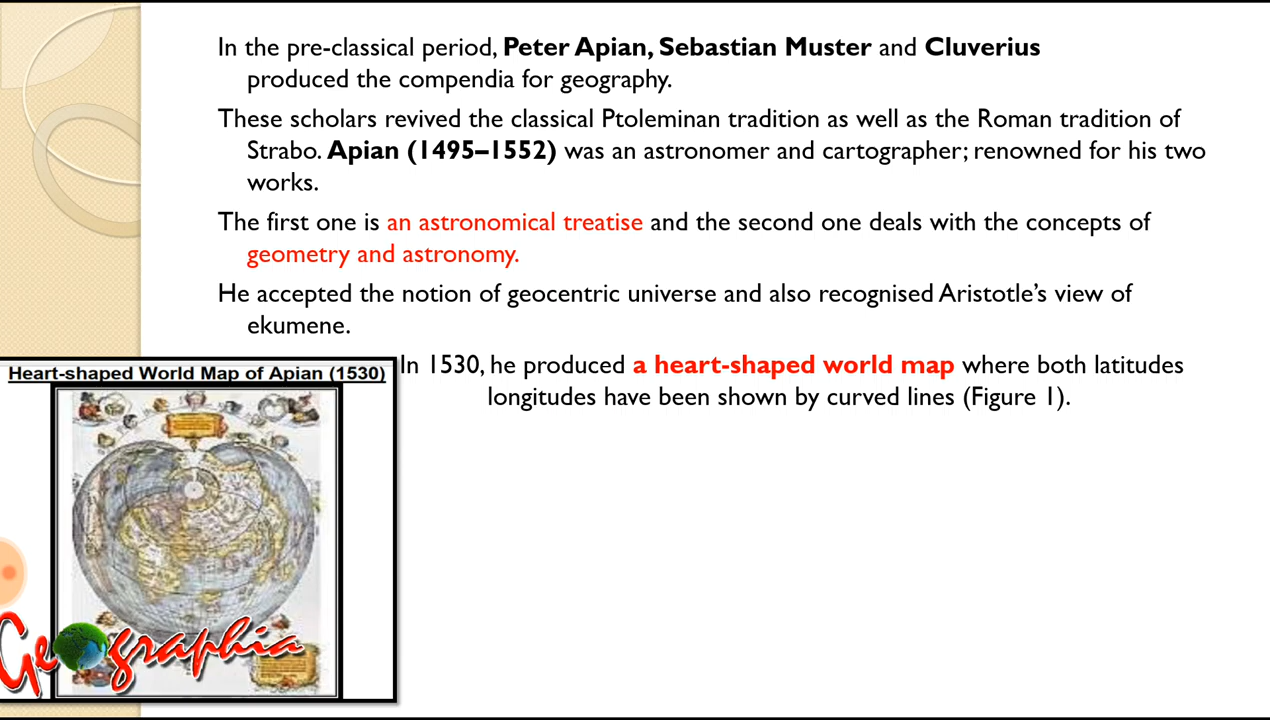 In the pre-classical period, Peter Apian, Sebastian Muster and Cluverius
produced the compendia for geography.
These scholars revived the classical Ptoleminan tradition as well as the Roman tradition of
Strabo. Apian (1495–1552) was an astronomer and cartographer; renowned for his two
works.
The first one is an astronomical treatise and the second one deals with the concepts of
geometry and astronomy.
He accepted the notion of geocentric universe and also recognised Aristotle's view of
ekumene.
In 1530, he produced a heart-shaped world map where both latitudes
longitudes have been shown by curved lines (Figure 1).
Heart-shaped World Map of Apian (1530)
Geographia